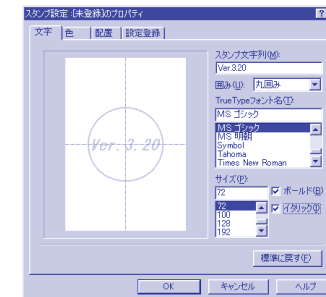 スタンプ設定 :[未登録]のプロパティ
文字 色 配置 設定登録
スタンプ文字列(M):
Ver.3.20
囲み(U): 丸囲み
TrueTypeフォント名(T):
MS ゴシック
MS ゴシック
MS 明朝
Symbol
Tahoma
Times New Roman
サイズ(P):
72
72
100
128
192
ボールド(B)
イタリック(I)
Ver. 3. 20
標準に戻す(F)
OK キャンセル ヘルプ